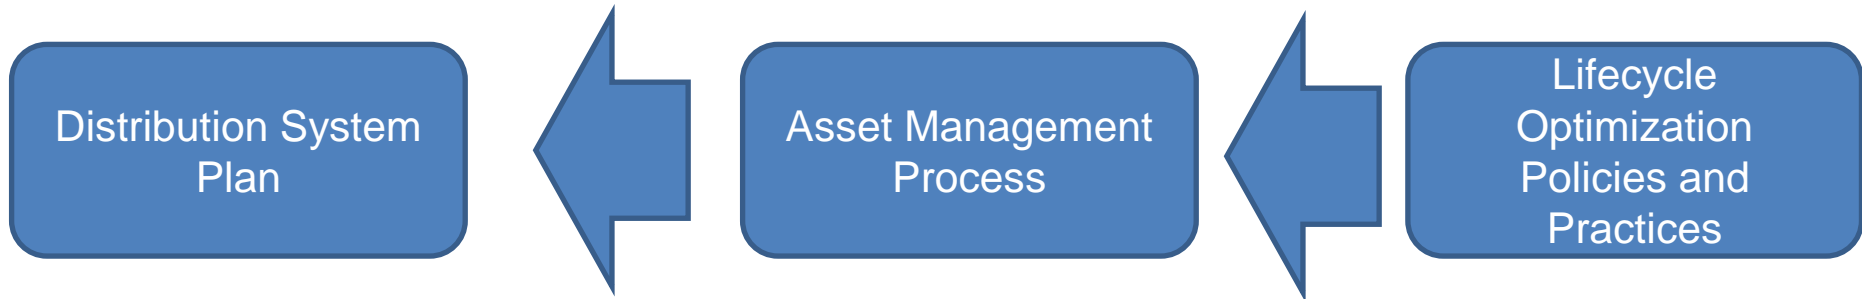 Distribution System
Plan
Asset Management
Process
Lifecycle
Optimization
Policies and
Practices